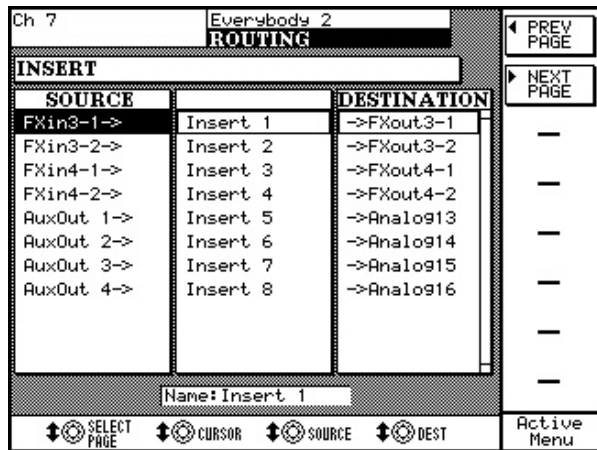 Ch 7
Everybody 2
ROUTING
PREV PAGE
NEXT PAGE
INSERT
SOURCE DESTINATION
FXin3-1-> Insert 1 ->FXout3-1
FXin3-2-> Insert 2 ->FXout3-2
FXin4-1-> Insert 3 ->FXout4-1
FXin4-2-> Insert 4 ->FXout4-2
AuxOut 1-> Insert 5 ->Analog13
AuxOut 2-> Insert 6 ->Analog14
AuxOut 3-> Insert 7 ->Analog15
AuxOut 4-> Insert 8 ->Analog16
Name:Insert 1
SELECT PAGE CURSOR SOURCE DEST
Active Menu